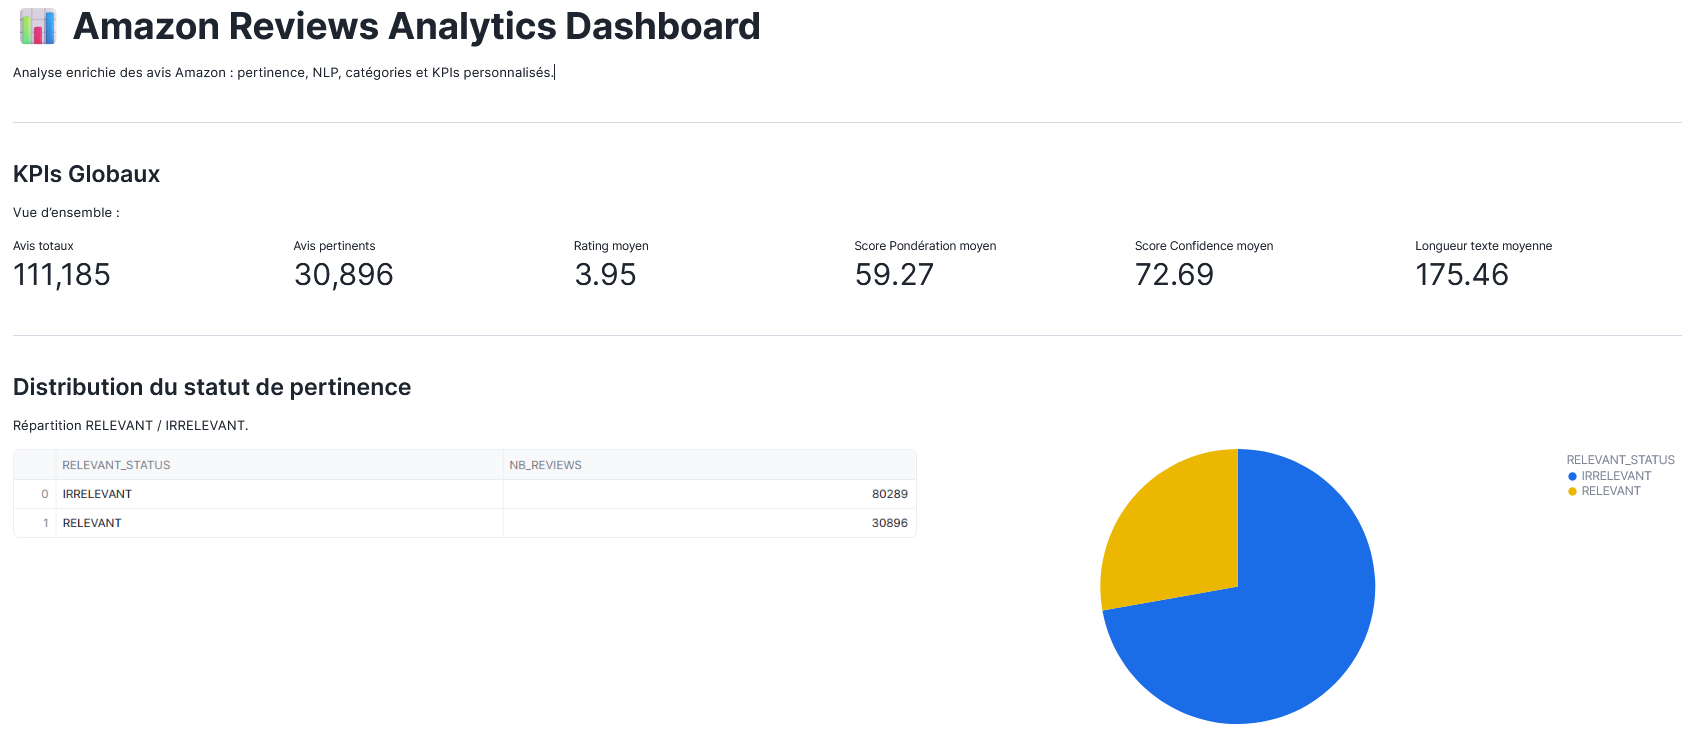 Amazon Reviews Analytics Dashboard
Analyse enrichie des avis Amazon : pertinence, NLP, catégories et KPIs personnalisés.
KPIs Globaux
Vue d’ensemble :
Avis totaux
111,185
Avis pertinents
30,896
Rating moyen
3.95
Score Pondération moyen
59.27
Score Confidence moyen
72.69
Longueur texte moyenne
175.46
Distribution du statut de pertinence
Répartition RELEVANT / IRRELEVANT.
RELEVANT_STATUS NB_REVIEWS
0 IRRELEVANT 80289
1 RELEVANT 30896
RELEVANT_STATUS
IRRELEVANT
RELEVANT